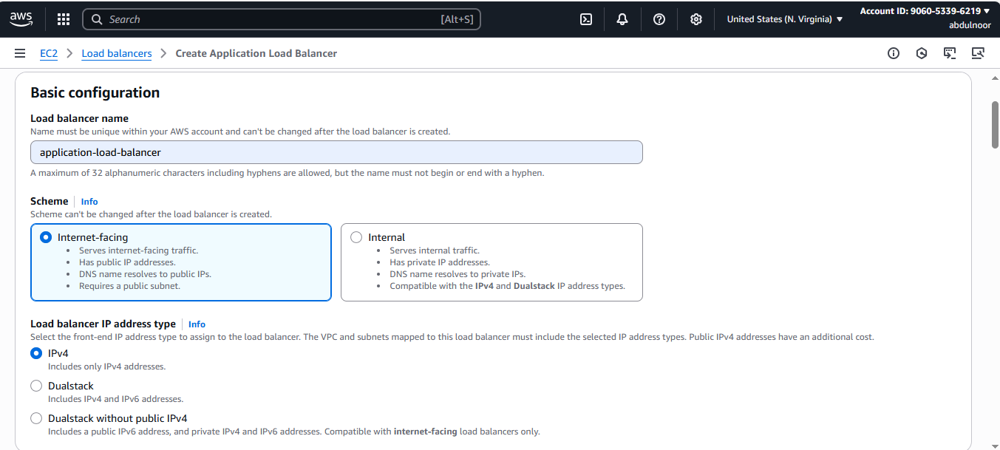 aws
Search
[Alt+S]
United States (N. Virginia)
Account ID: 9060-5339-6219
abdulnoor
EC2
Load balancers
Create Application Load Balancer
Basic configuration
Load balancer name
Name must be unique within your AWS account and can't be changed after the load balancer is created.
application-load-balancer
A maximum of 32 alphanumeric characters including hyphens are allowed, but the name must not begin or end with a hyphen.
Scheme
Info
Scheme can't be changed after the load balancer is created.
Internet-facing
• Serves internet-facing traffic.
• Has public IP addresses.
• DNS name resolves to public IPs.
• Requires a public subnet.
Internal
• Serves internal traffic.
• Has private IP addresses.
• DNS name resolves to private IPs.
• Compatible with the IPv4 and Dualstack IP address types.
Load balancer IP address type
Info
Select the front-end IP address type to assign to the load balancer. The VPC and subnets mapped to this load balancer must include the selected IP address types. Public IPv4 addresses have an additional cost.
IPv4
Includes only IPv4 addresses.
Dualstack
Includes IPv4 and IPv6 addresses.
Dualstack without public IPv4
Includes a public IPv6 address, and private IPv4 and IPv6 addresses. Compatible with internet-facing load balancers only.